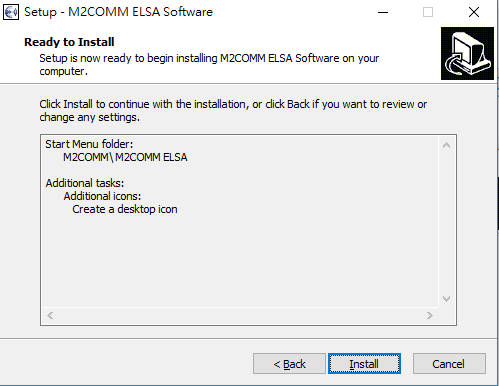 Setup - M2COMM ELSA Software
Ready to Install
Setup is now ready to begin installing M2COMM ELSA Software on your
computer.
Click Install to continue with the installation, or click Back if you want to review or
change any settings.
Start Menu folder:
M2COMM\M2COMM ELSA
Additional tasks:
Additional icons:
Create a desktop icon
< Back
Install
Cancel